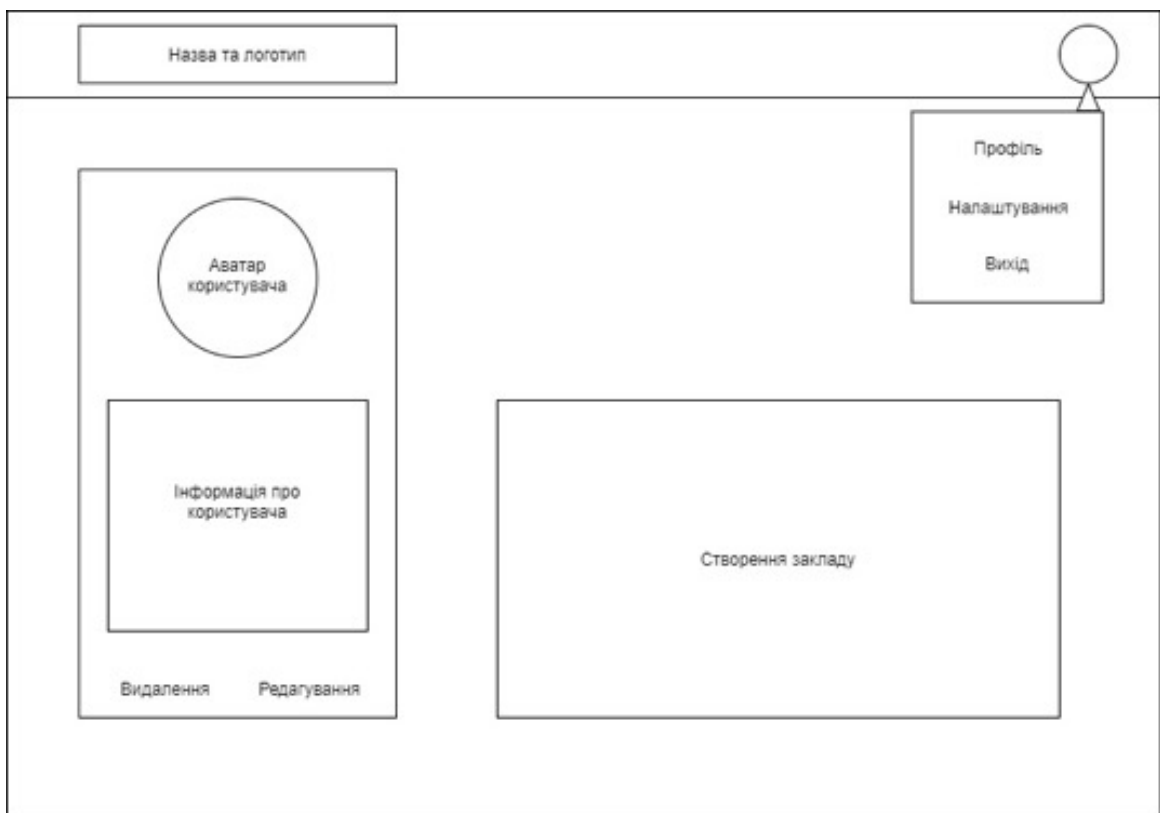 Назва та логотип
Профіль
Налаштування
Вихід
Аватар
користувача
Інформація про
користувача
Видалення Редагування
Створення закладу